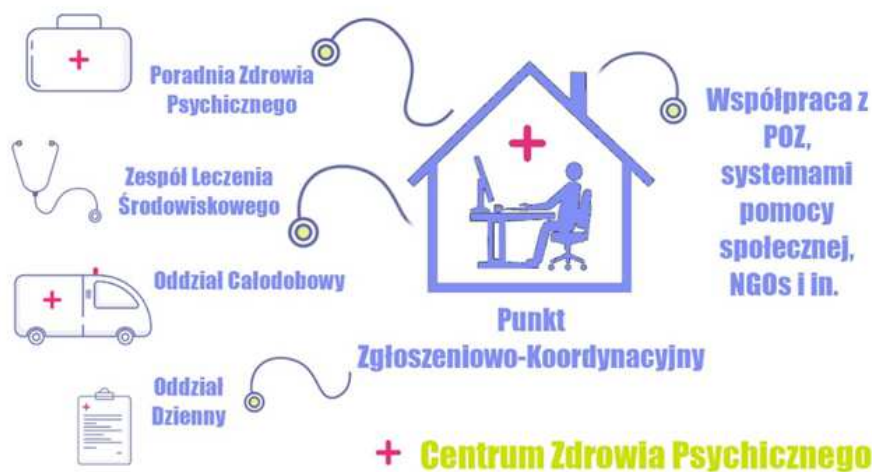 Poradnia Zdrowia
Psychicznego
Zespół Leczenia
Środowiskowego
Oddział Całodobowy
Oddział
Dzienny
Punkt
Zgłoszeniowo-Koordynacyjny
Współpraca z
POZ,
systemami
pomocy
społecznej,
NGOs i in.
Centrum Zdrowia Psychicznego